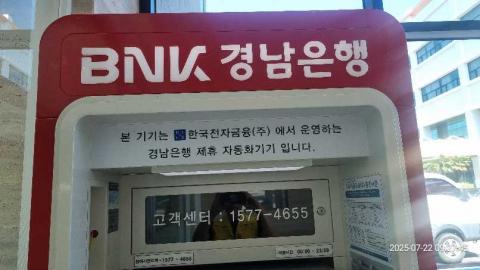 BNK 경남은행
본 기기는 한국전자금융(주) 에서 운영하는
경남은행 제휴 자동화기기 입니다.
고객센터 : 1577-4655
1577 - 4655
2025-07-22